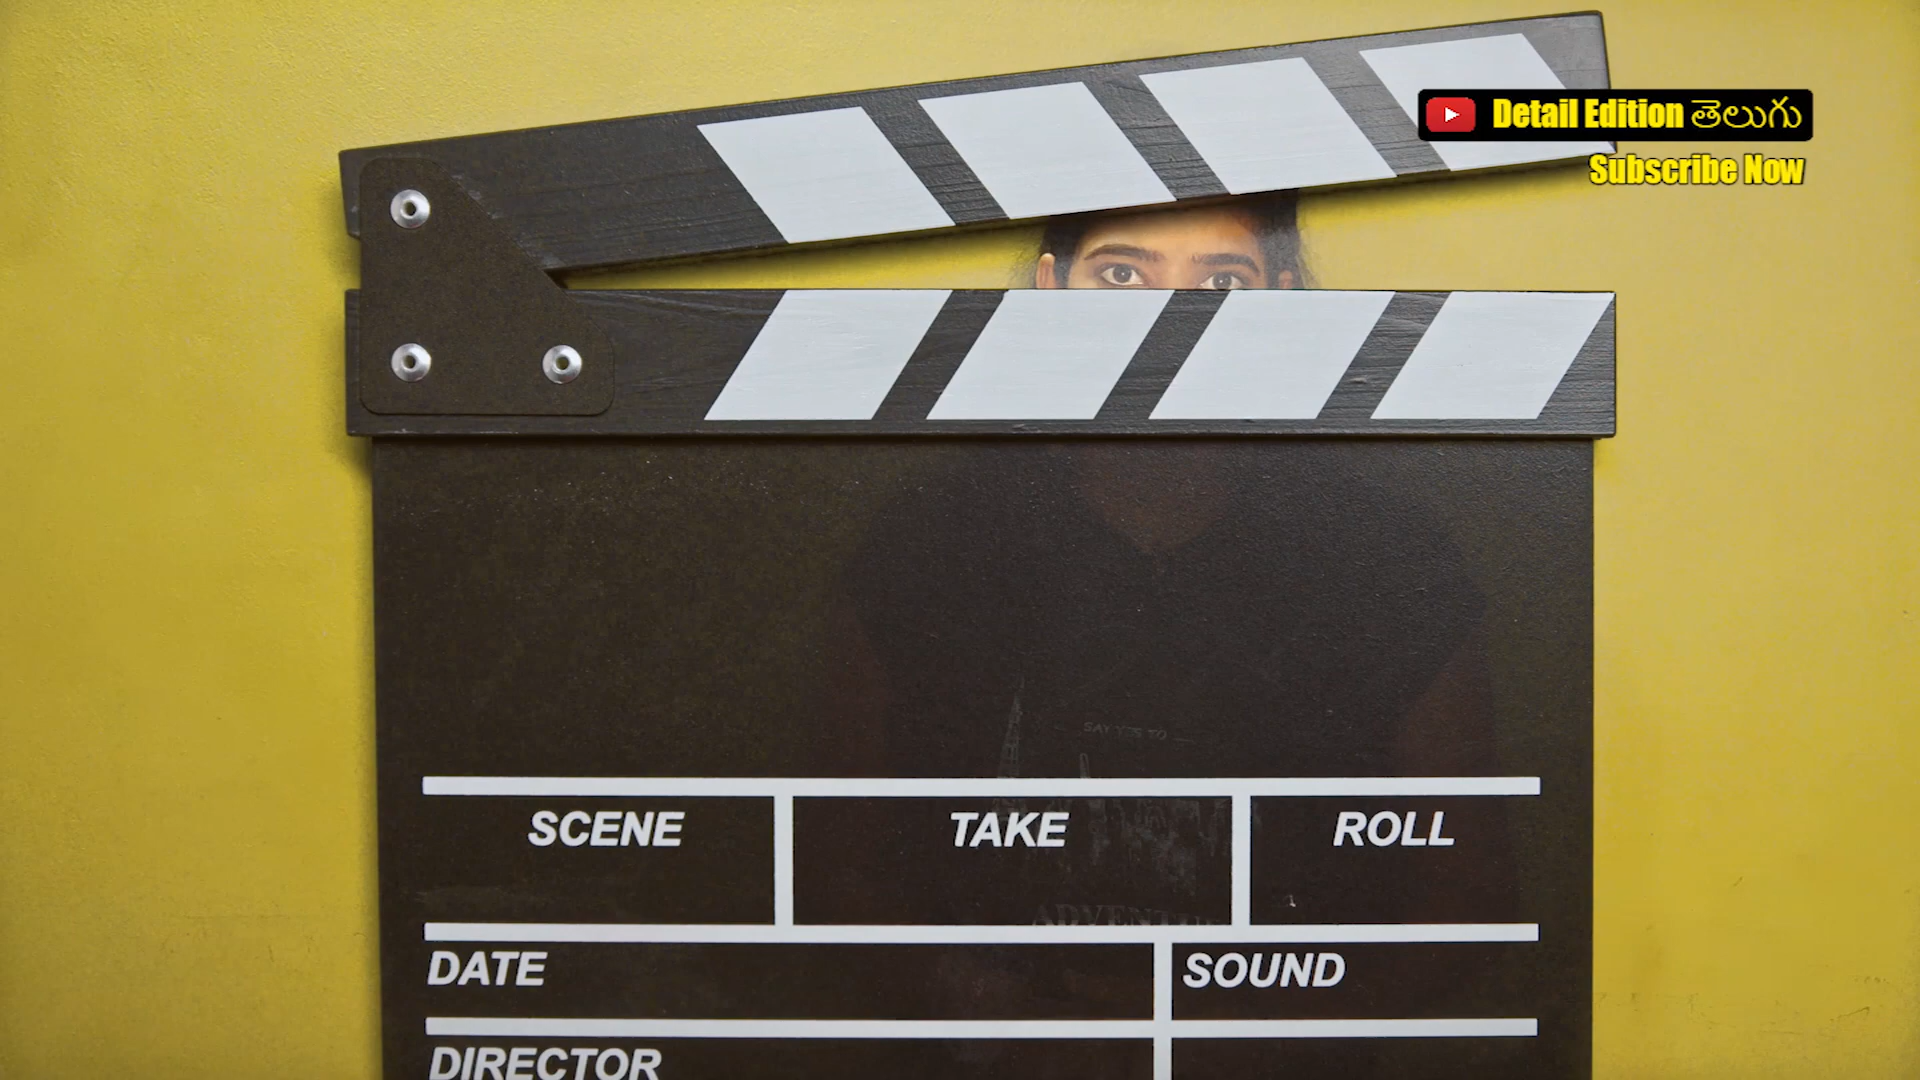 Detail Edition తెలుగు
Subscribe Now
SCENE TAKE ROLL
DATE SOUND
DIRECTOR